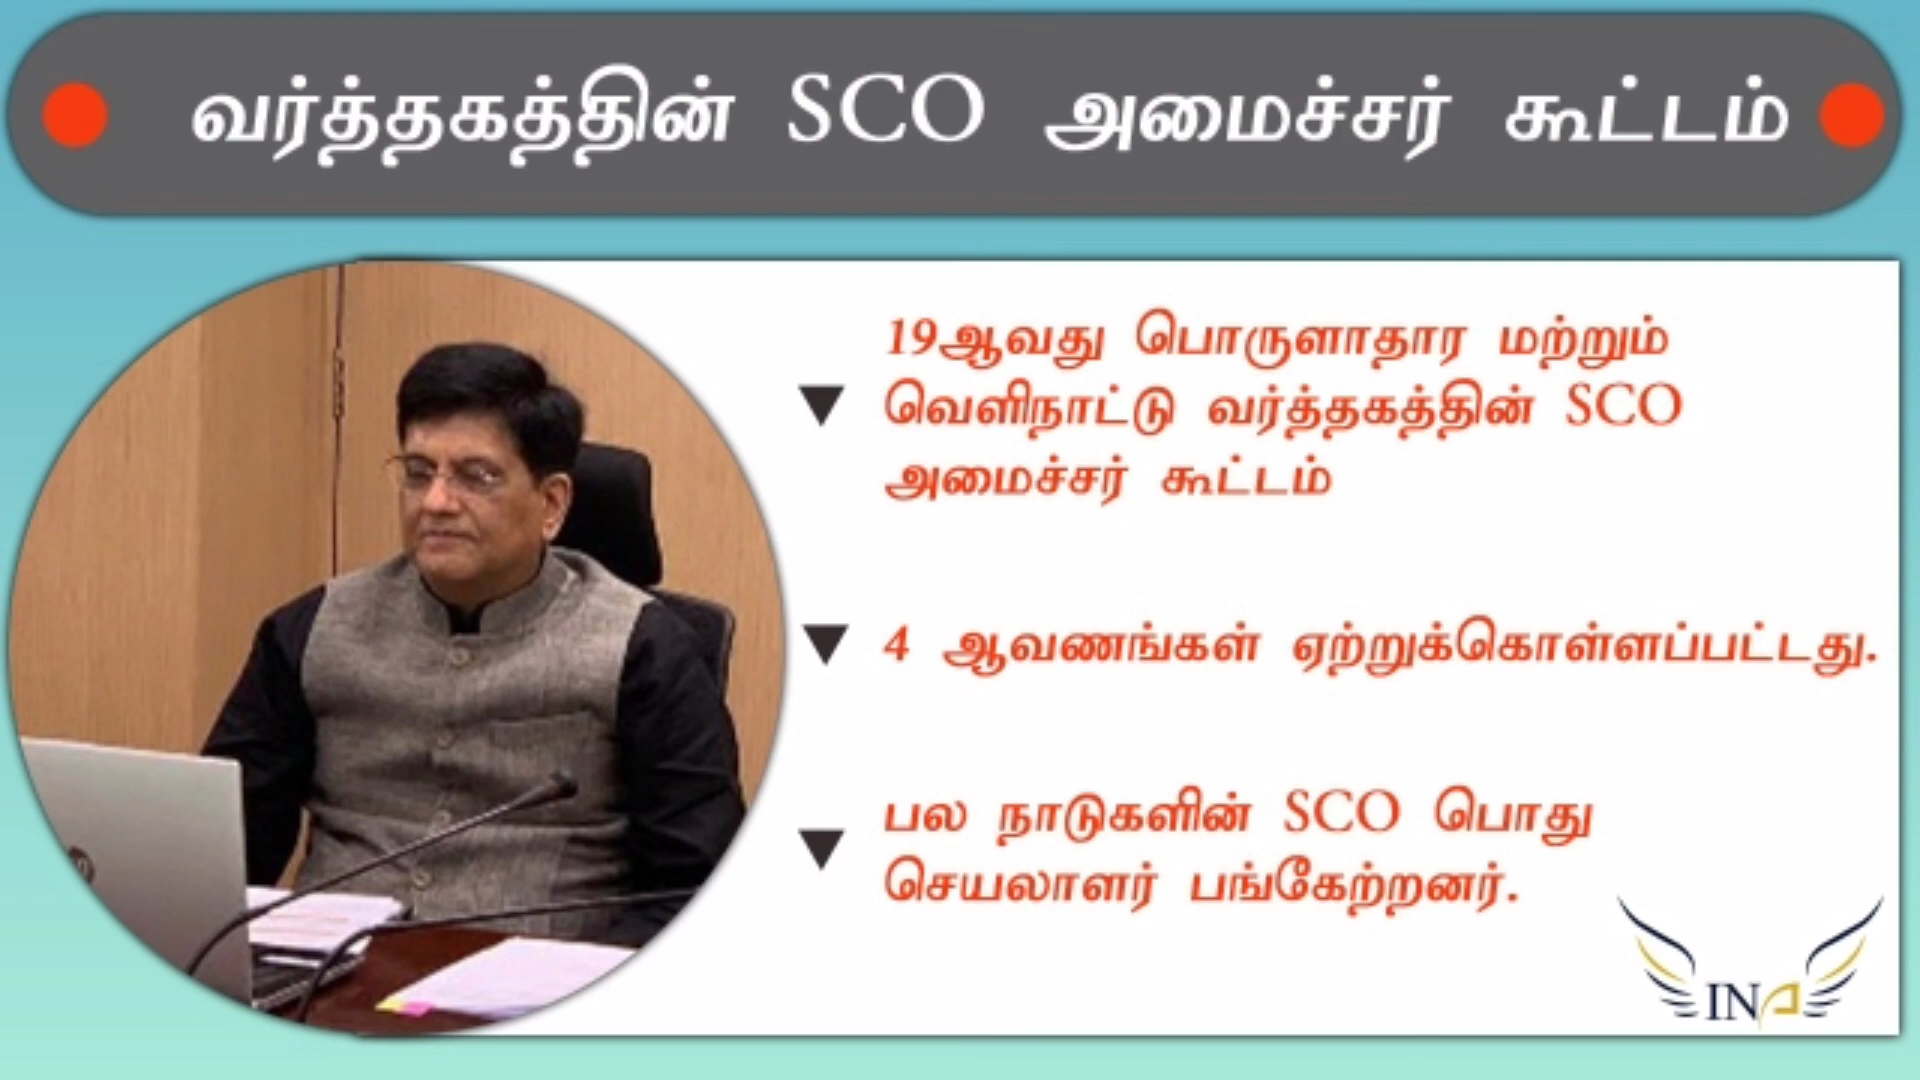 வர்த்தகத்தின் SCO அமைச்சர் கூட்டம்
19ஆவது பொருளாதார மற்றும்
வெளிநாட்டு வர்த்தகத்தின் SCO
அமைச்சர் கூட்டம்
4 ஆவணங்கள் ஏற்றுக்கொள்ளப்பட்டது.
பல நாடுகளின் SCO பொது
செயலாளர் பங்கேற்றனர்.